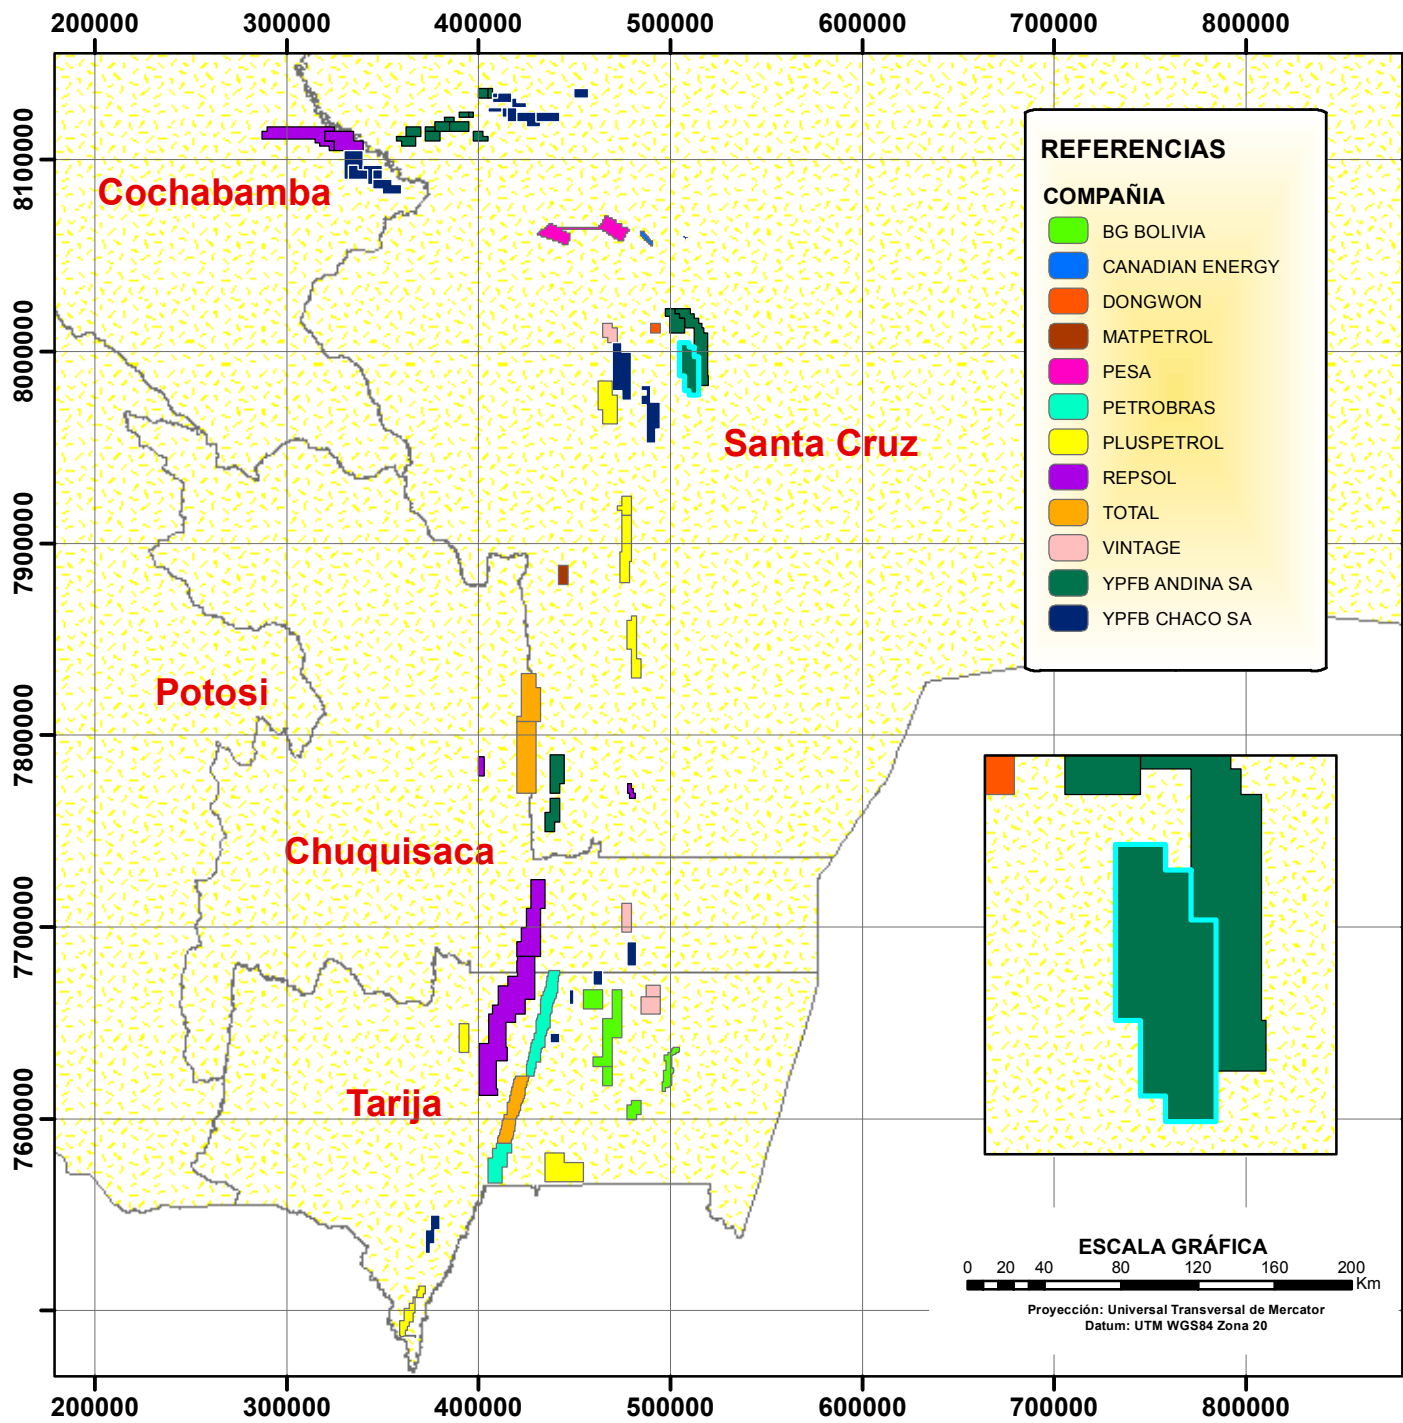 200000 300000 400000 500000 600000 700000 800000
8100000
8000000
7900000
7800000
7700000
7600000
Cochabamba
Santa Cruz
Potosi
Chuquisaca
Tarija
REFERENCIAS
COMPAÑIA
BG BOLIVIA
CANADIAN ENERGY
DONGWON
MATPETROL
PESA
PETROBRAS
PLUSPETROL
REPSOL
TOTAL
VINTAGE
YPFB ANDINA SA
YPFB CHACO SA
ESCALA GRÁFICA
0 20 40 80 120 160 200
Km
Proyección: Universal Transversal de Mercator
Datum: UTM WGS84 Zona 20
200000 300000 400000 500000 600000 700000 800000